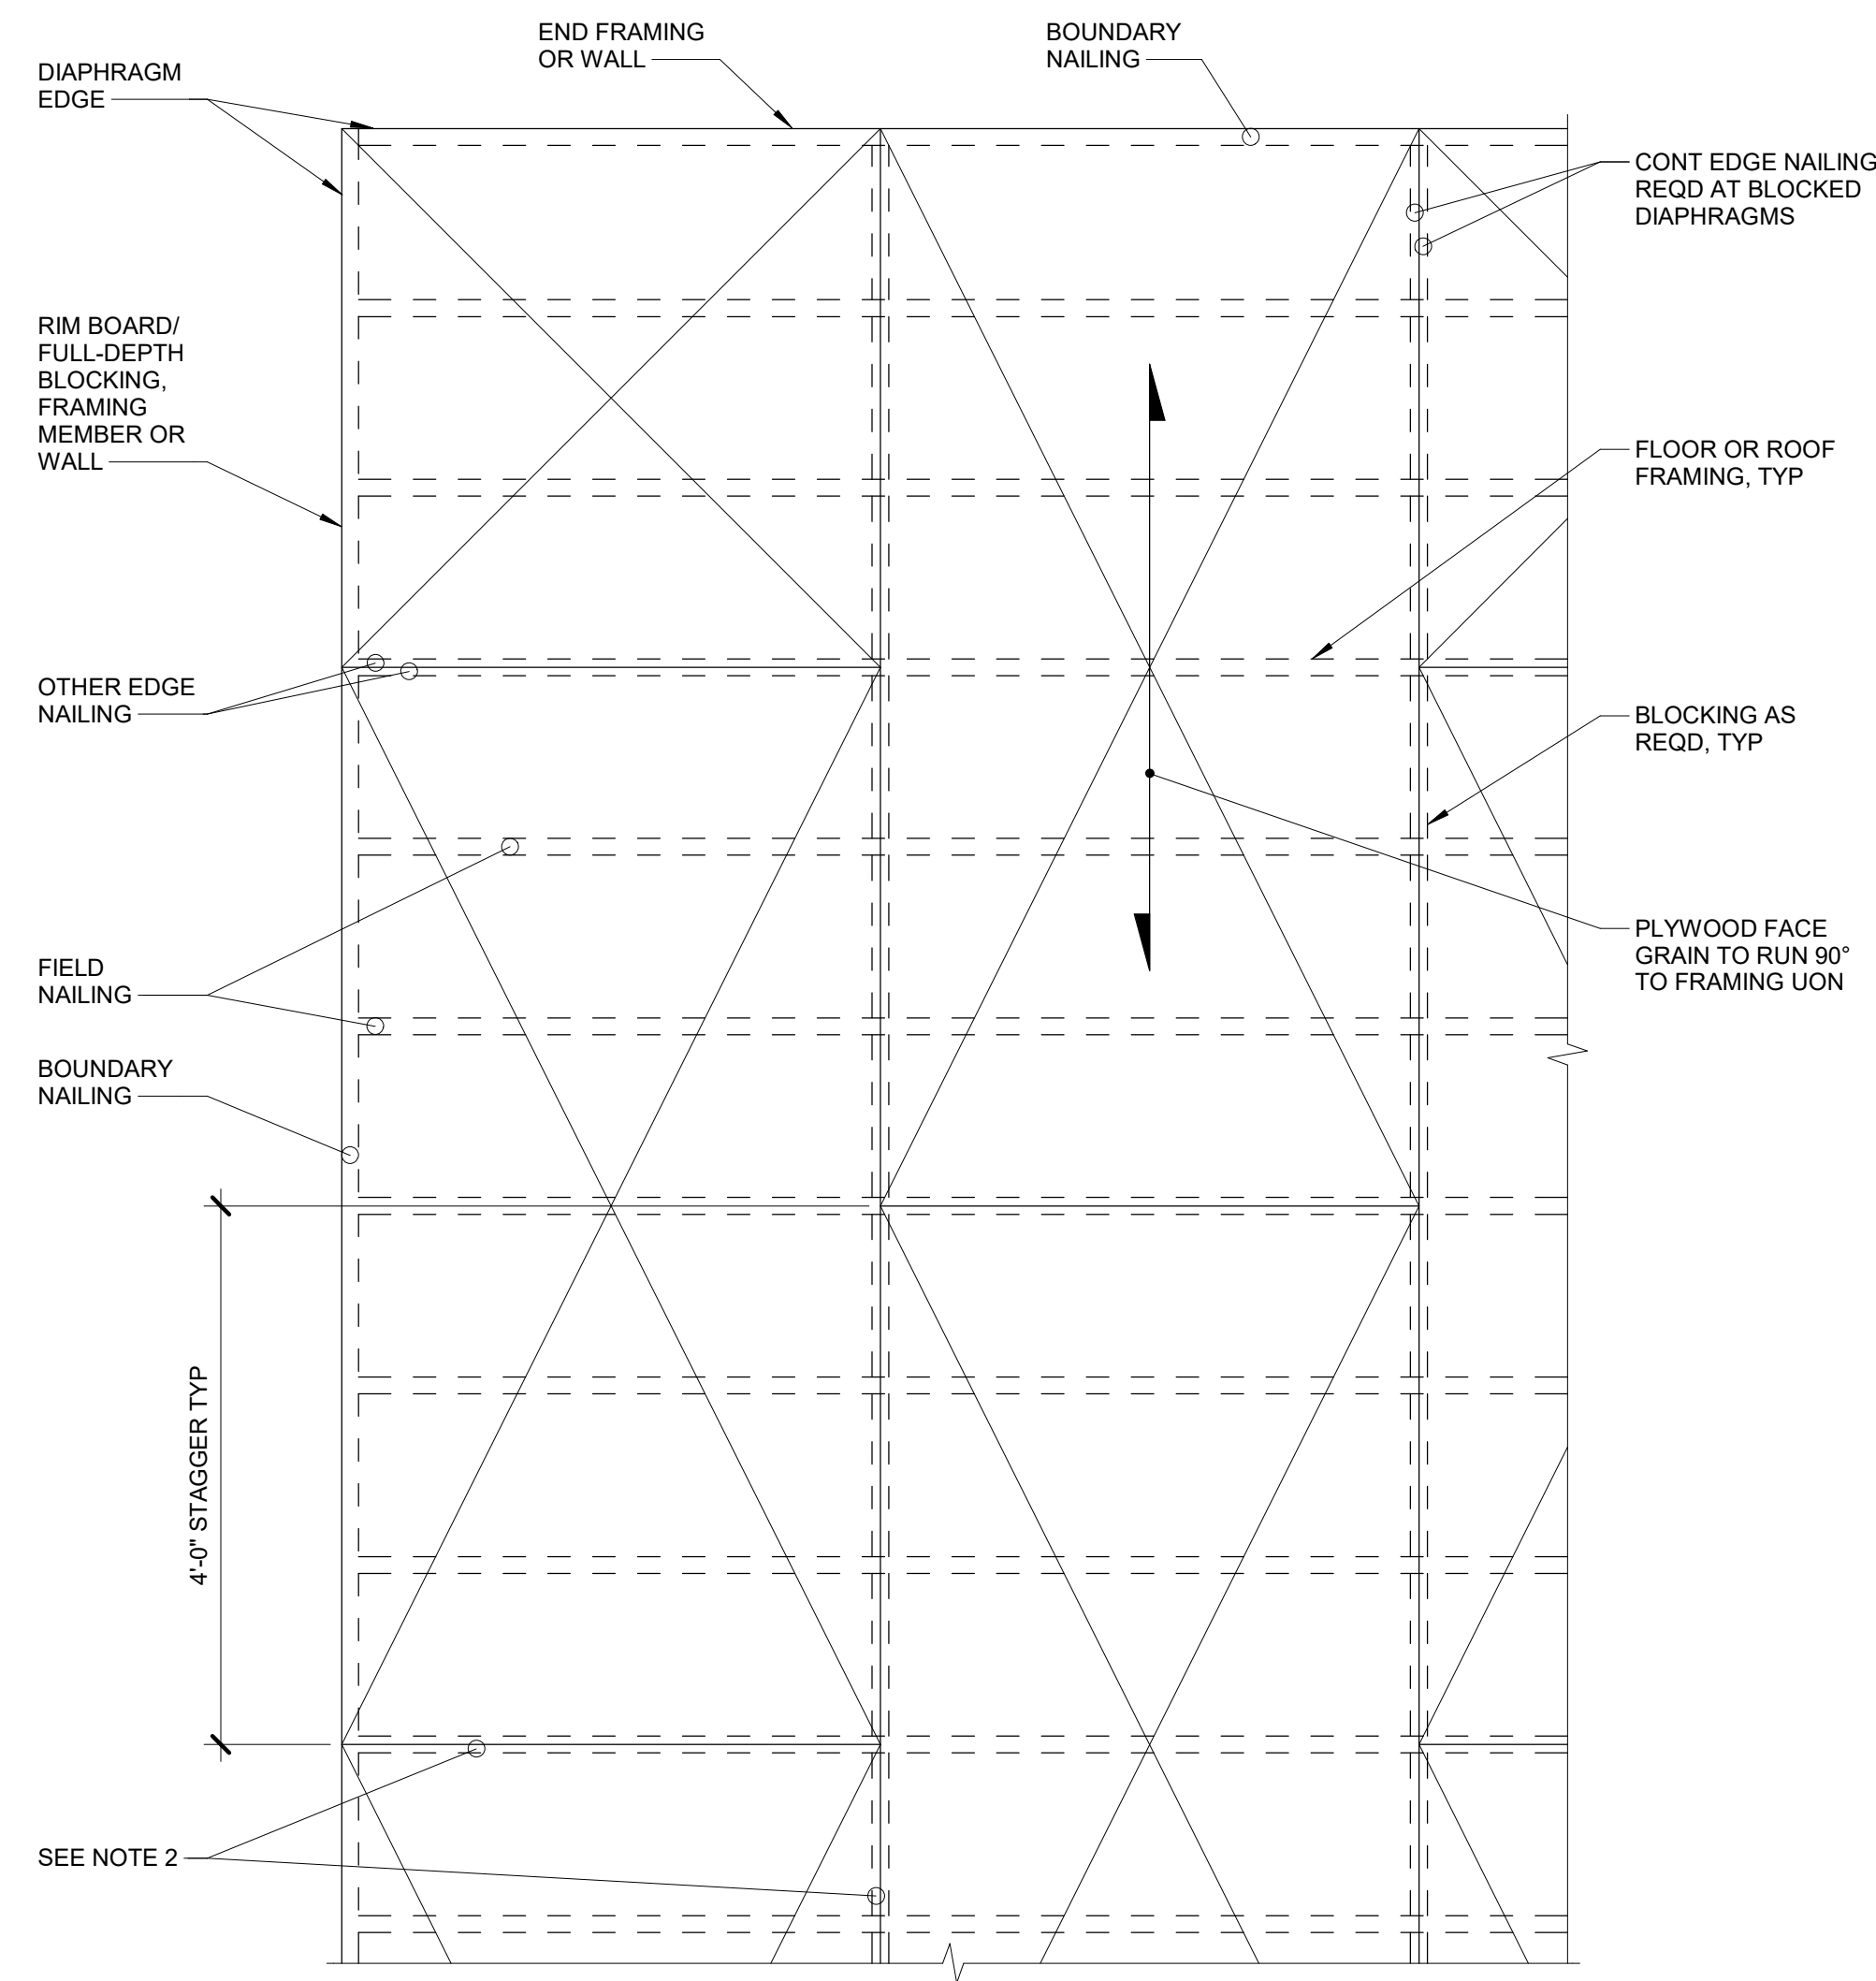 END FRAMING
OR WALL
BOUNDARY
NAILING
DIAPHRAGM
EDGE
CONT EDGE NAILING
REQD AT BLOCKED
DIAPHRAGMS
RIM BOARD/
FULL-DEPTH
BLOCKING,
FRAMING
MEMBER OR
WALL
FLOOR OR ROOF
FRAMING, TYP
OTHER EDGE
NAILING
BLOCKING AS
REQD, TYP
PLYWOOD FACE
GRAIN TO RUN 90°
TO FRAMING UON
FIELD
NAILING
BOUNDARY
NAILING
4'-0" STAGGER TYP
SEE NOTE 2